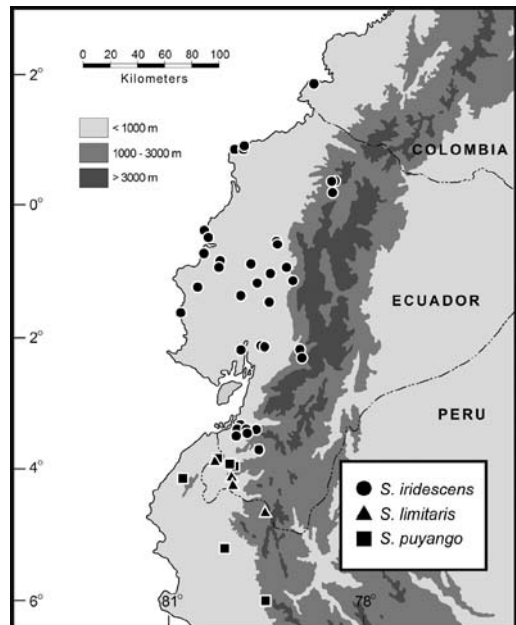 0 20 40 60 80 100
Kilometers
< 1000 m
1000 - 3000 m
> 3000 m
2°
0°
2°
4°
6°
COLOMBIA
ECUADOR
PERU
S. iridescens
S. limitaris
S. puyango
81°
78°